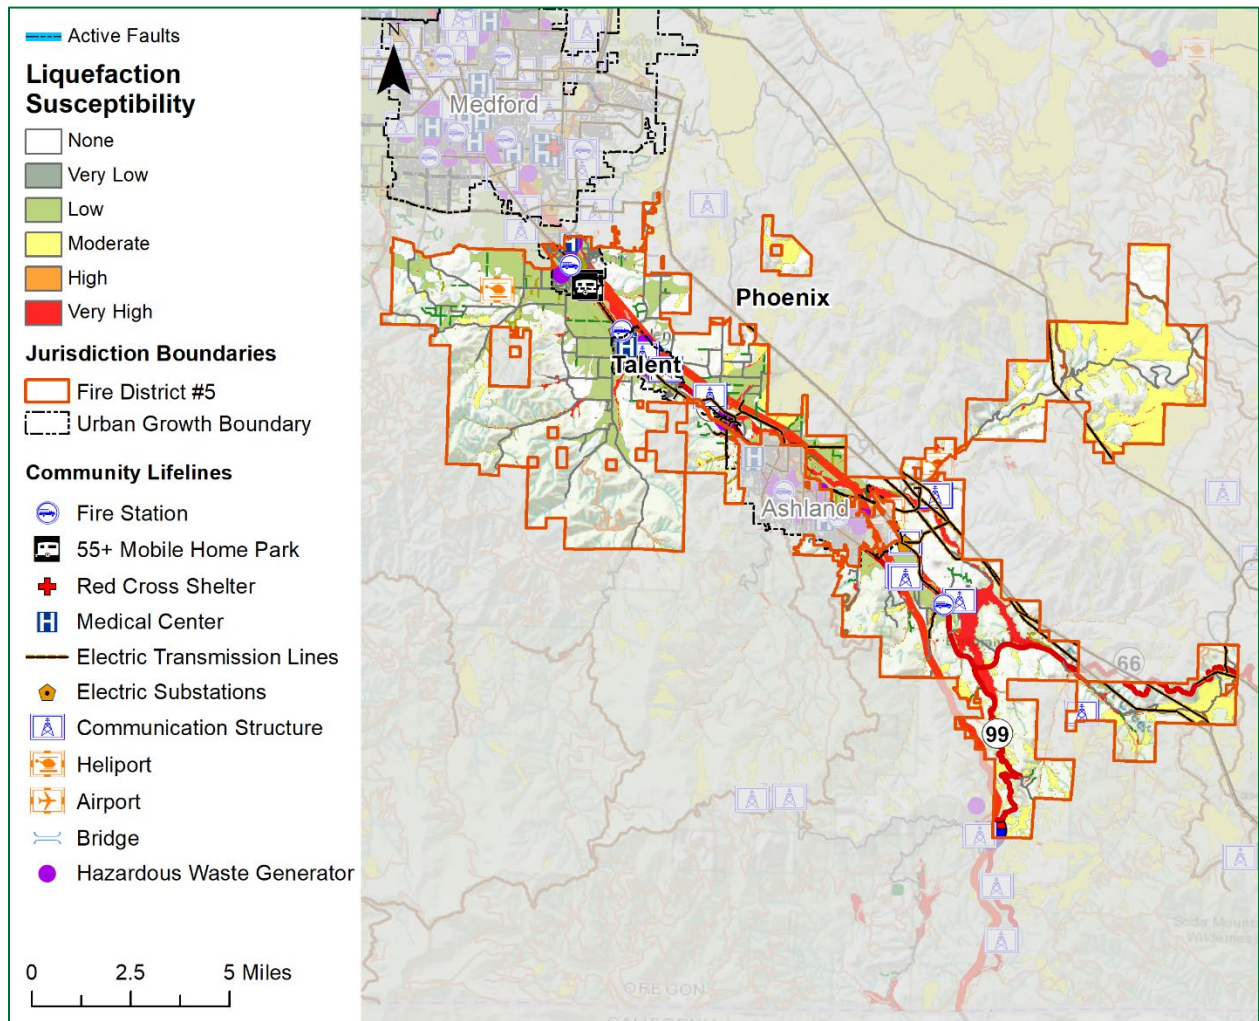 Active Faults
Liquefaction
Susceptibility
None
Very Low
Low
Moderate
High
Very High
Jurisdiction Boundaries
Fire District #5
Urban Growth Boundary
Community Lifelines
Fire Station
55+ Mobile Home Park
Red Cross Shelter
Medical Center
Electric Transmission Lines
Electric Substations
Communication Structure
Heliport
Airport
Bridge
Hazardous Waste Generator
0 2.5 5 Miles
N
Medford
Phoenix
Talent
Ashland
66
99
OREGON